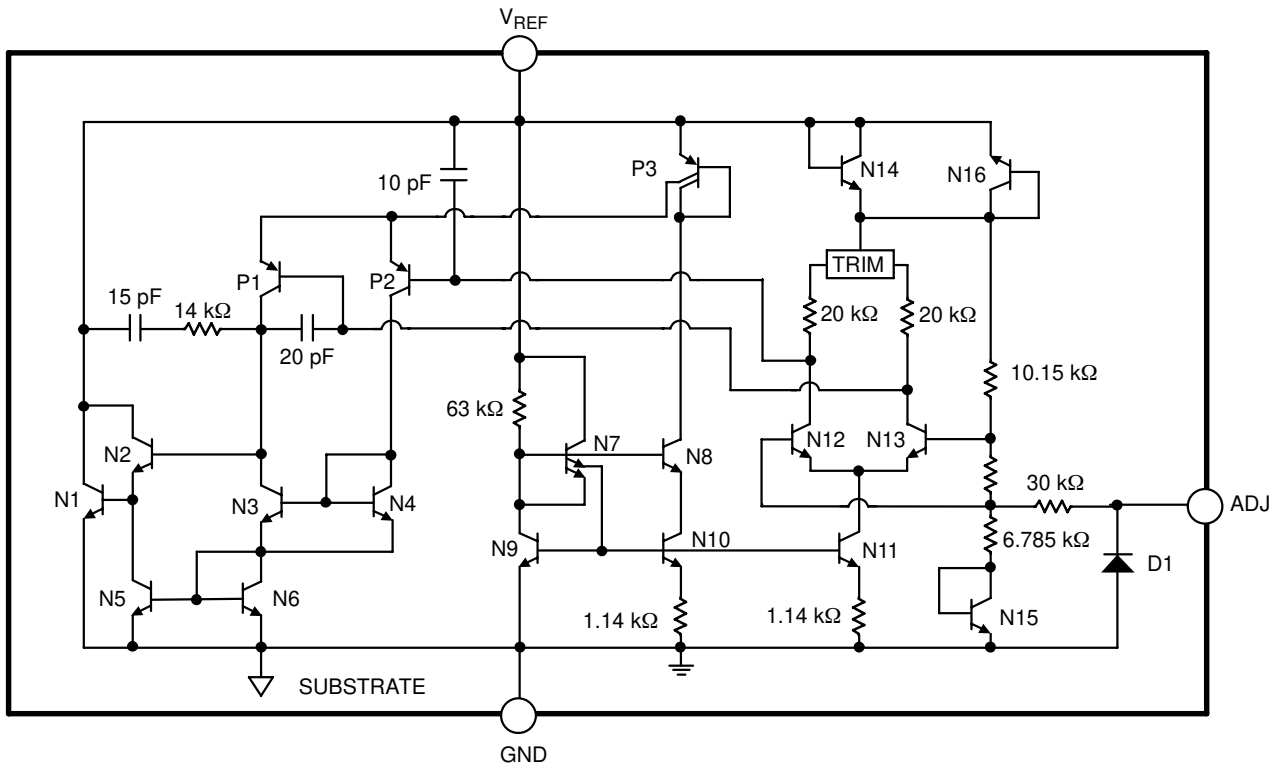 VREF
P3
N14
N16
10 pF
TRIM
P1
P2
15 pF
14 kΩ
20 kΩ
20 kΩ
20 pF
10.15 kΩ
63 kΩ
N7
N12
N13
N2
N8
N1
N3
N4
30 kΩ
ADJ
N9
N10
N11
6.785 kΩ
D1
N5
N6
1.14 kΩ
1.14 kΩ
N15
SUBSTRATE
GND